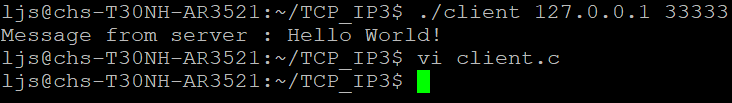 ljs@chs-T30NH-AR3521:~/TCP_IP3$ ./client 127.0.0.1 33333
Message from server : Hello World!
ljs@chs-T30NH-AR3521:~/TCP_IP3$ vi client.c
ljs@chs-T30NH-AR3521:~/TCP_IP3$